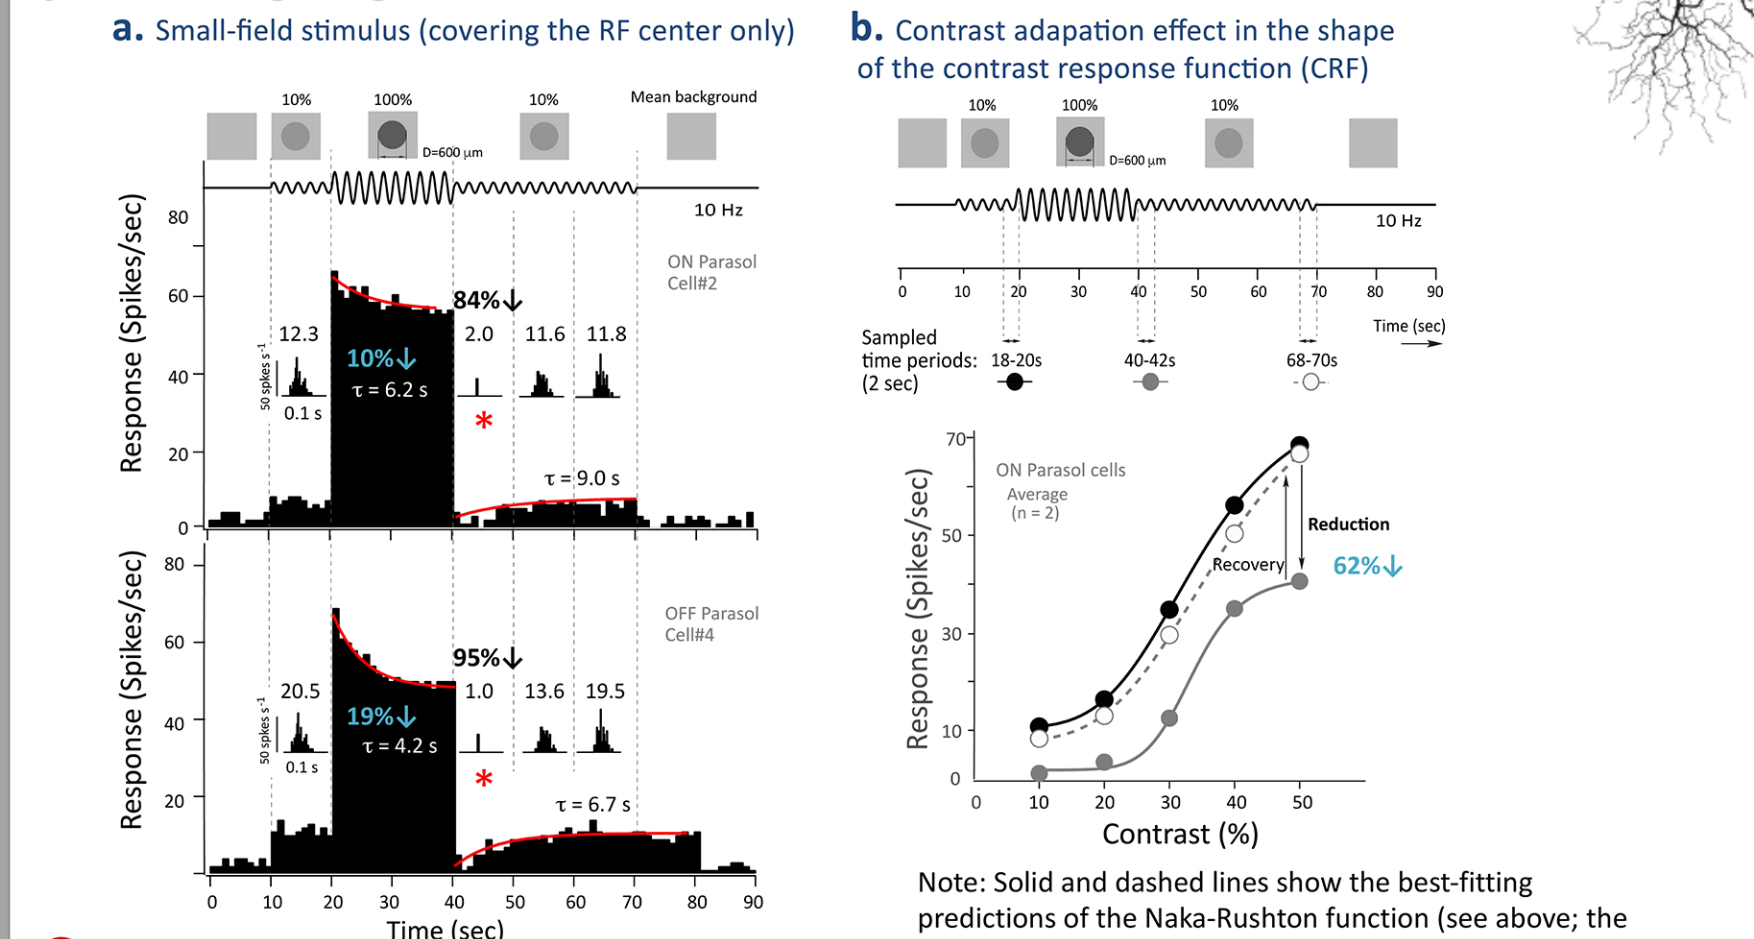 a. Small-field stimulus (covering the RF center only)
10%
100%
10%
Mean background
D=600 µm
10 Hz
Response (Spikes/sec)
80
60
40
20
0
ON Parasol
Cell#2
84%↓
12.3
2.0
11.6
11.8
10%↓
τ = 6.2 s
50 spkes s⁻¹
0.1 s
*
τ = 9.0 s
Response (Spikes/sec)
80
60
40
20
OFF Parasol
Cell#4
95%↓
20.5
1.0
13.6
19.5
19%↓
τ = 4.2 s
50 spkes s⁻¹
0.1 s
*
τ = 6.7 s
0 10 20 30 40 50 60 70 80 90
Time (sec)
b. Contrast adapation effect in the shape
of the contrast response function (CRF)
10%
100%
10%
D=600 µm
10 Hz
0 10 20 30 40 50 60 70 80 90
Time (sec)
Sampled
time periods:
(2 sec)
18-20s
40-42s
68-70s
Response (Spikes/sec)
70
50
30
10
0
ON Parasol cells
Average
(n = 2)
Reduction
62%↓
Recovery
0 10 20 30 40 50
Contrast (%)
Note: Solid and dashed lines show the best-fitting
predictions of the Naka-Rushton function (see above; the